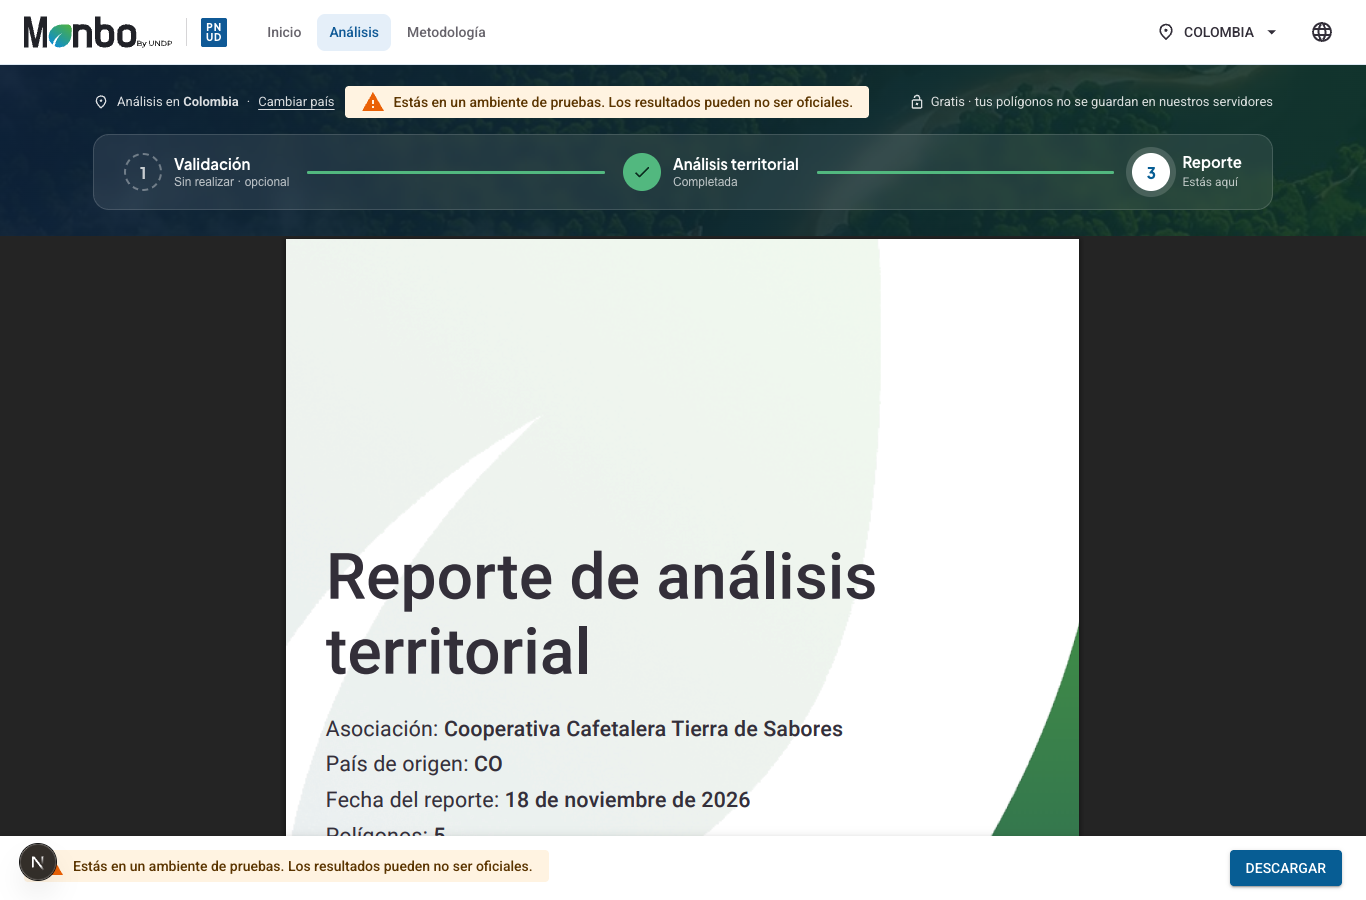 Monbo By UNDP
PN
UD
Inicio
Análisis
Metodología
COLOMBIA
Análisis en Colombia · Cambiar país
Estás en un ambiente de pruebas. Los resultados pueden no ser oficiales.
Gratis · tus polígonos no se guardan en nuestros servidores
1
Validación
Sin realizar · opcional
Análisis territorial
Completada
3
Reporte
Estás aquí
Reporte de análisis
territorial
Asociación: Cooperativa Cafetalera Tierra de Sabores
País de origen: CO
Fecha del reporte: 18 de noviembre de 2026
Polígonos: 5
N
Estás en un ambiente de pruebas. Los resultados pueden no ser oficiales.
DESCARGAR